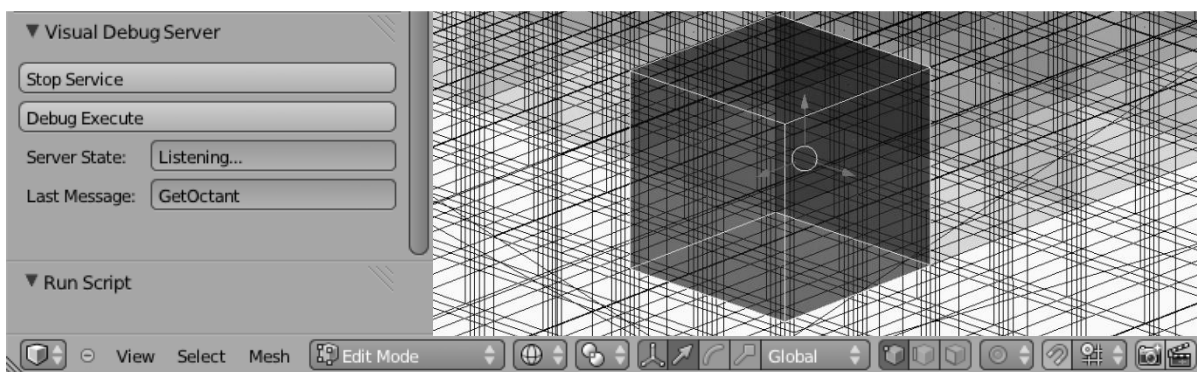 Visual Debug Server
Stop Service
Debug Execute
Server State: Listening...
Last Message: GetOctant
Run Script
View Select Mesh Edit Mode Global